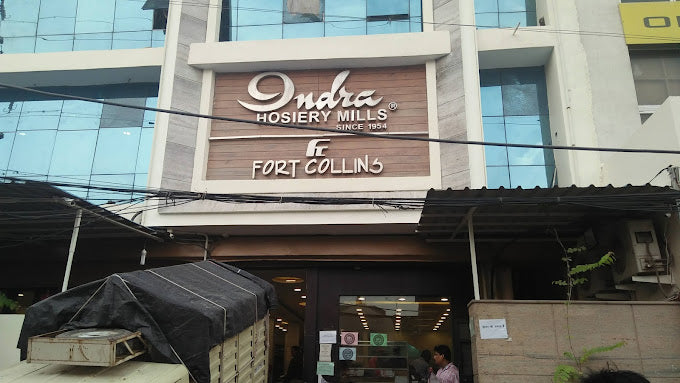 Indra®
HOSIERY MILLS
SINCE 1954
FC
FORT COLLINS